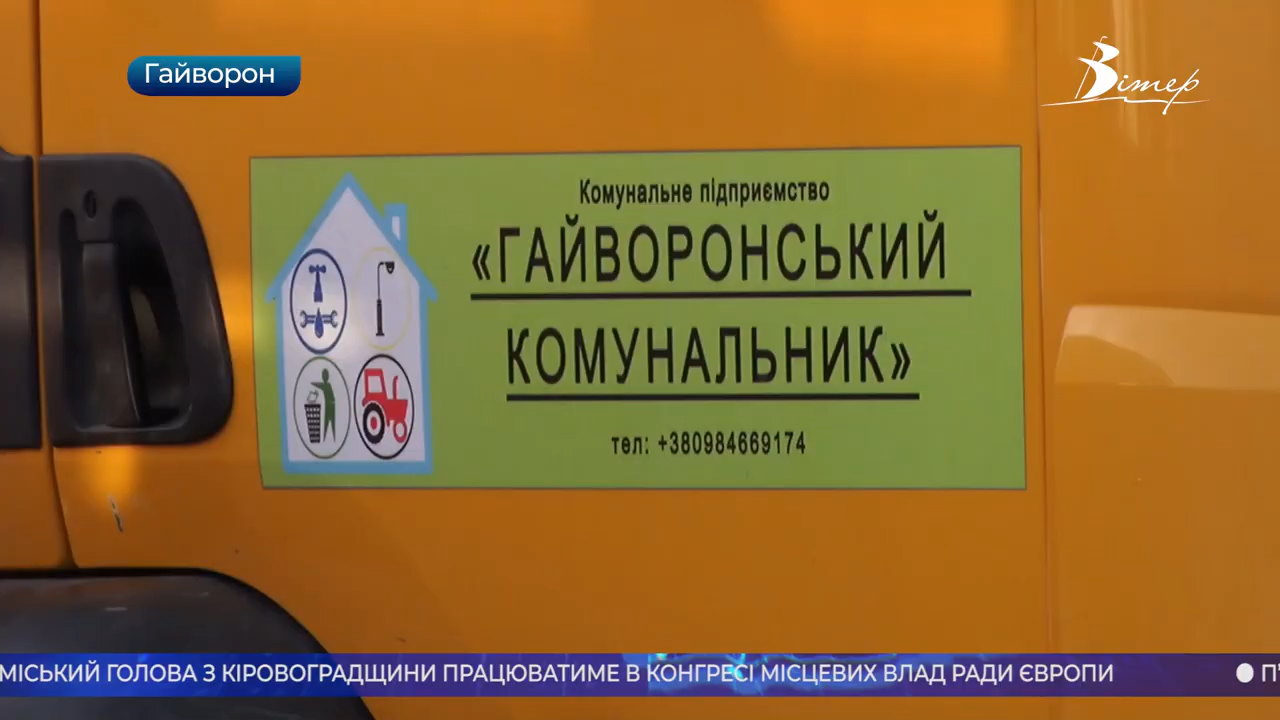 Гайворон
Вітер
Комунальне підприємство
«ГАЙВОРОНСЬКИЙ
КОМУНАЛЬНИК»
тел: +380984669174
МІСЬКИЙ ГОЛОВА З КІРОВОГРАДЩИНИ ПРАЦЮВАТИМЕ В КОНГРЕСІ МІСЦЕВИХ ВЛАД РАДИ ЄВРОПИ